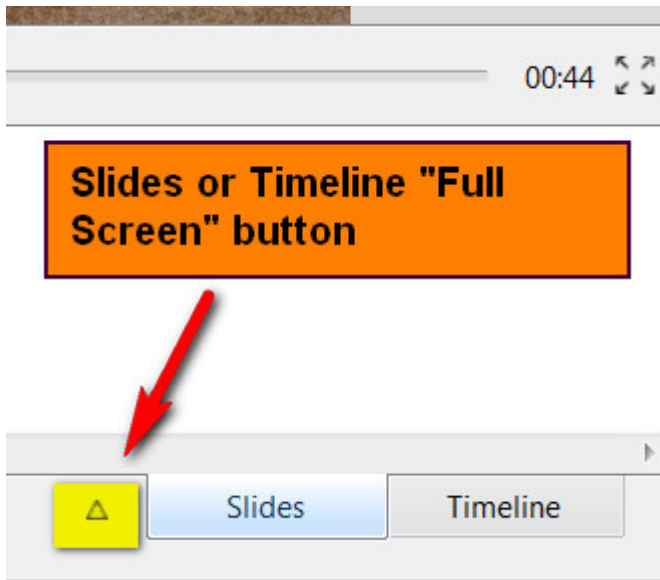 00:44
Slides or Timeline "Full
Screen" button
Slides
Timeline